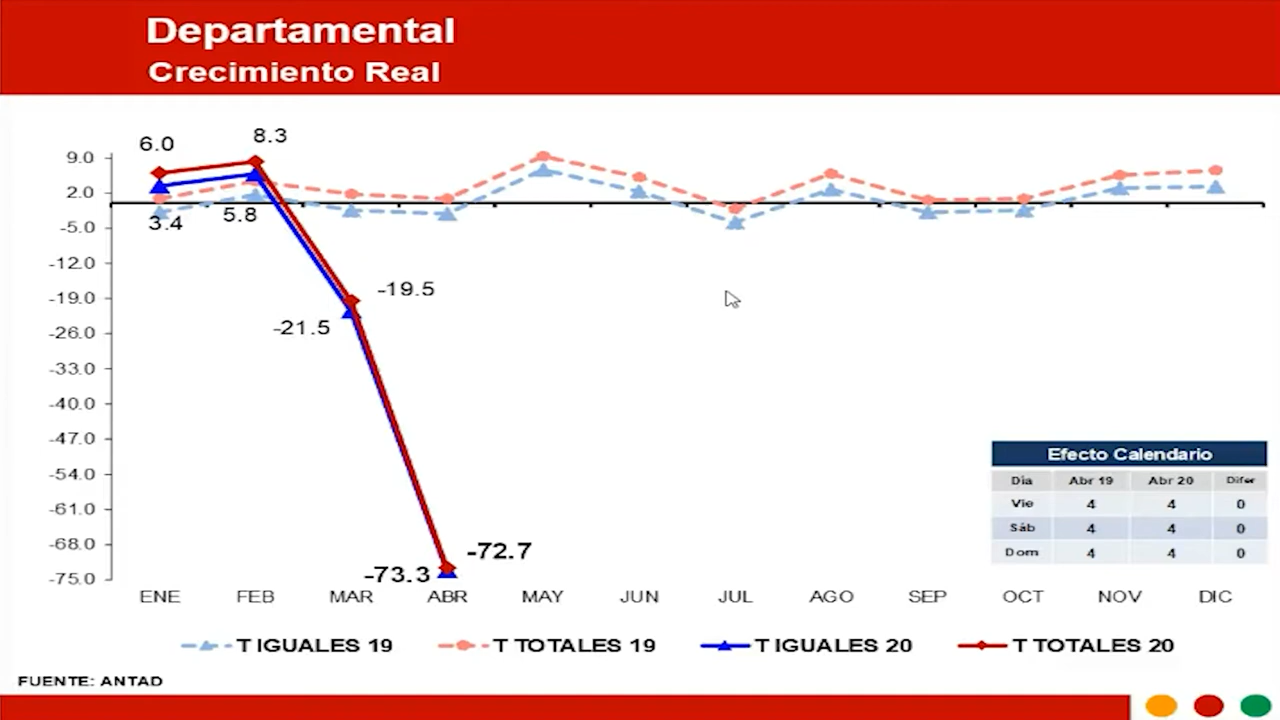 Departamental
Crecimiento Real
6.0
8.3
9.0
2.0
3.4
5.8
-5.0
-12.0
-19.0
-19.5
-21.5
-26.0
-33.0
-40.0
-47.0
-54.0
-61.0
-68.0
-72.7
-73.3
-75.0
ENE FEB MAR ABR MAY JUN JUL AGO SEP OCT NOV DIC
Efecto Calendario
Día Abr 19 Abr 20 Difer
Vie 4 4 0
Sáb 4 4 0
Dom 4 4 0
T IGUALES 19 T TOTALES 19 T IGUALES 20 T TOTALES 20
FUENTE: ANTAD